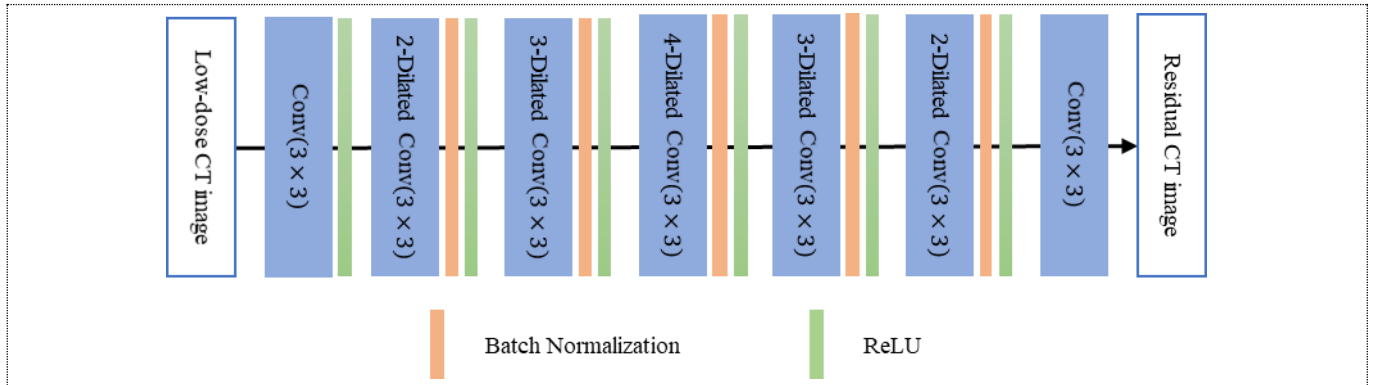 Low-dose CT image
Conv(3 × 3)
2-Dilated Conv(3 × 3)
3-Dilated Conv(3 × 3)
4-Dilated Conv(3 × 3)
3-Dilated Conv(3 × 3)
2-Dilated Conv(3 × 3)
Conv(3 × 3)
Residual CT image
Batch Normalization
ReLU